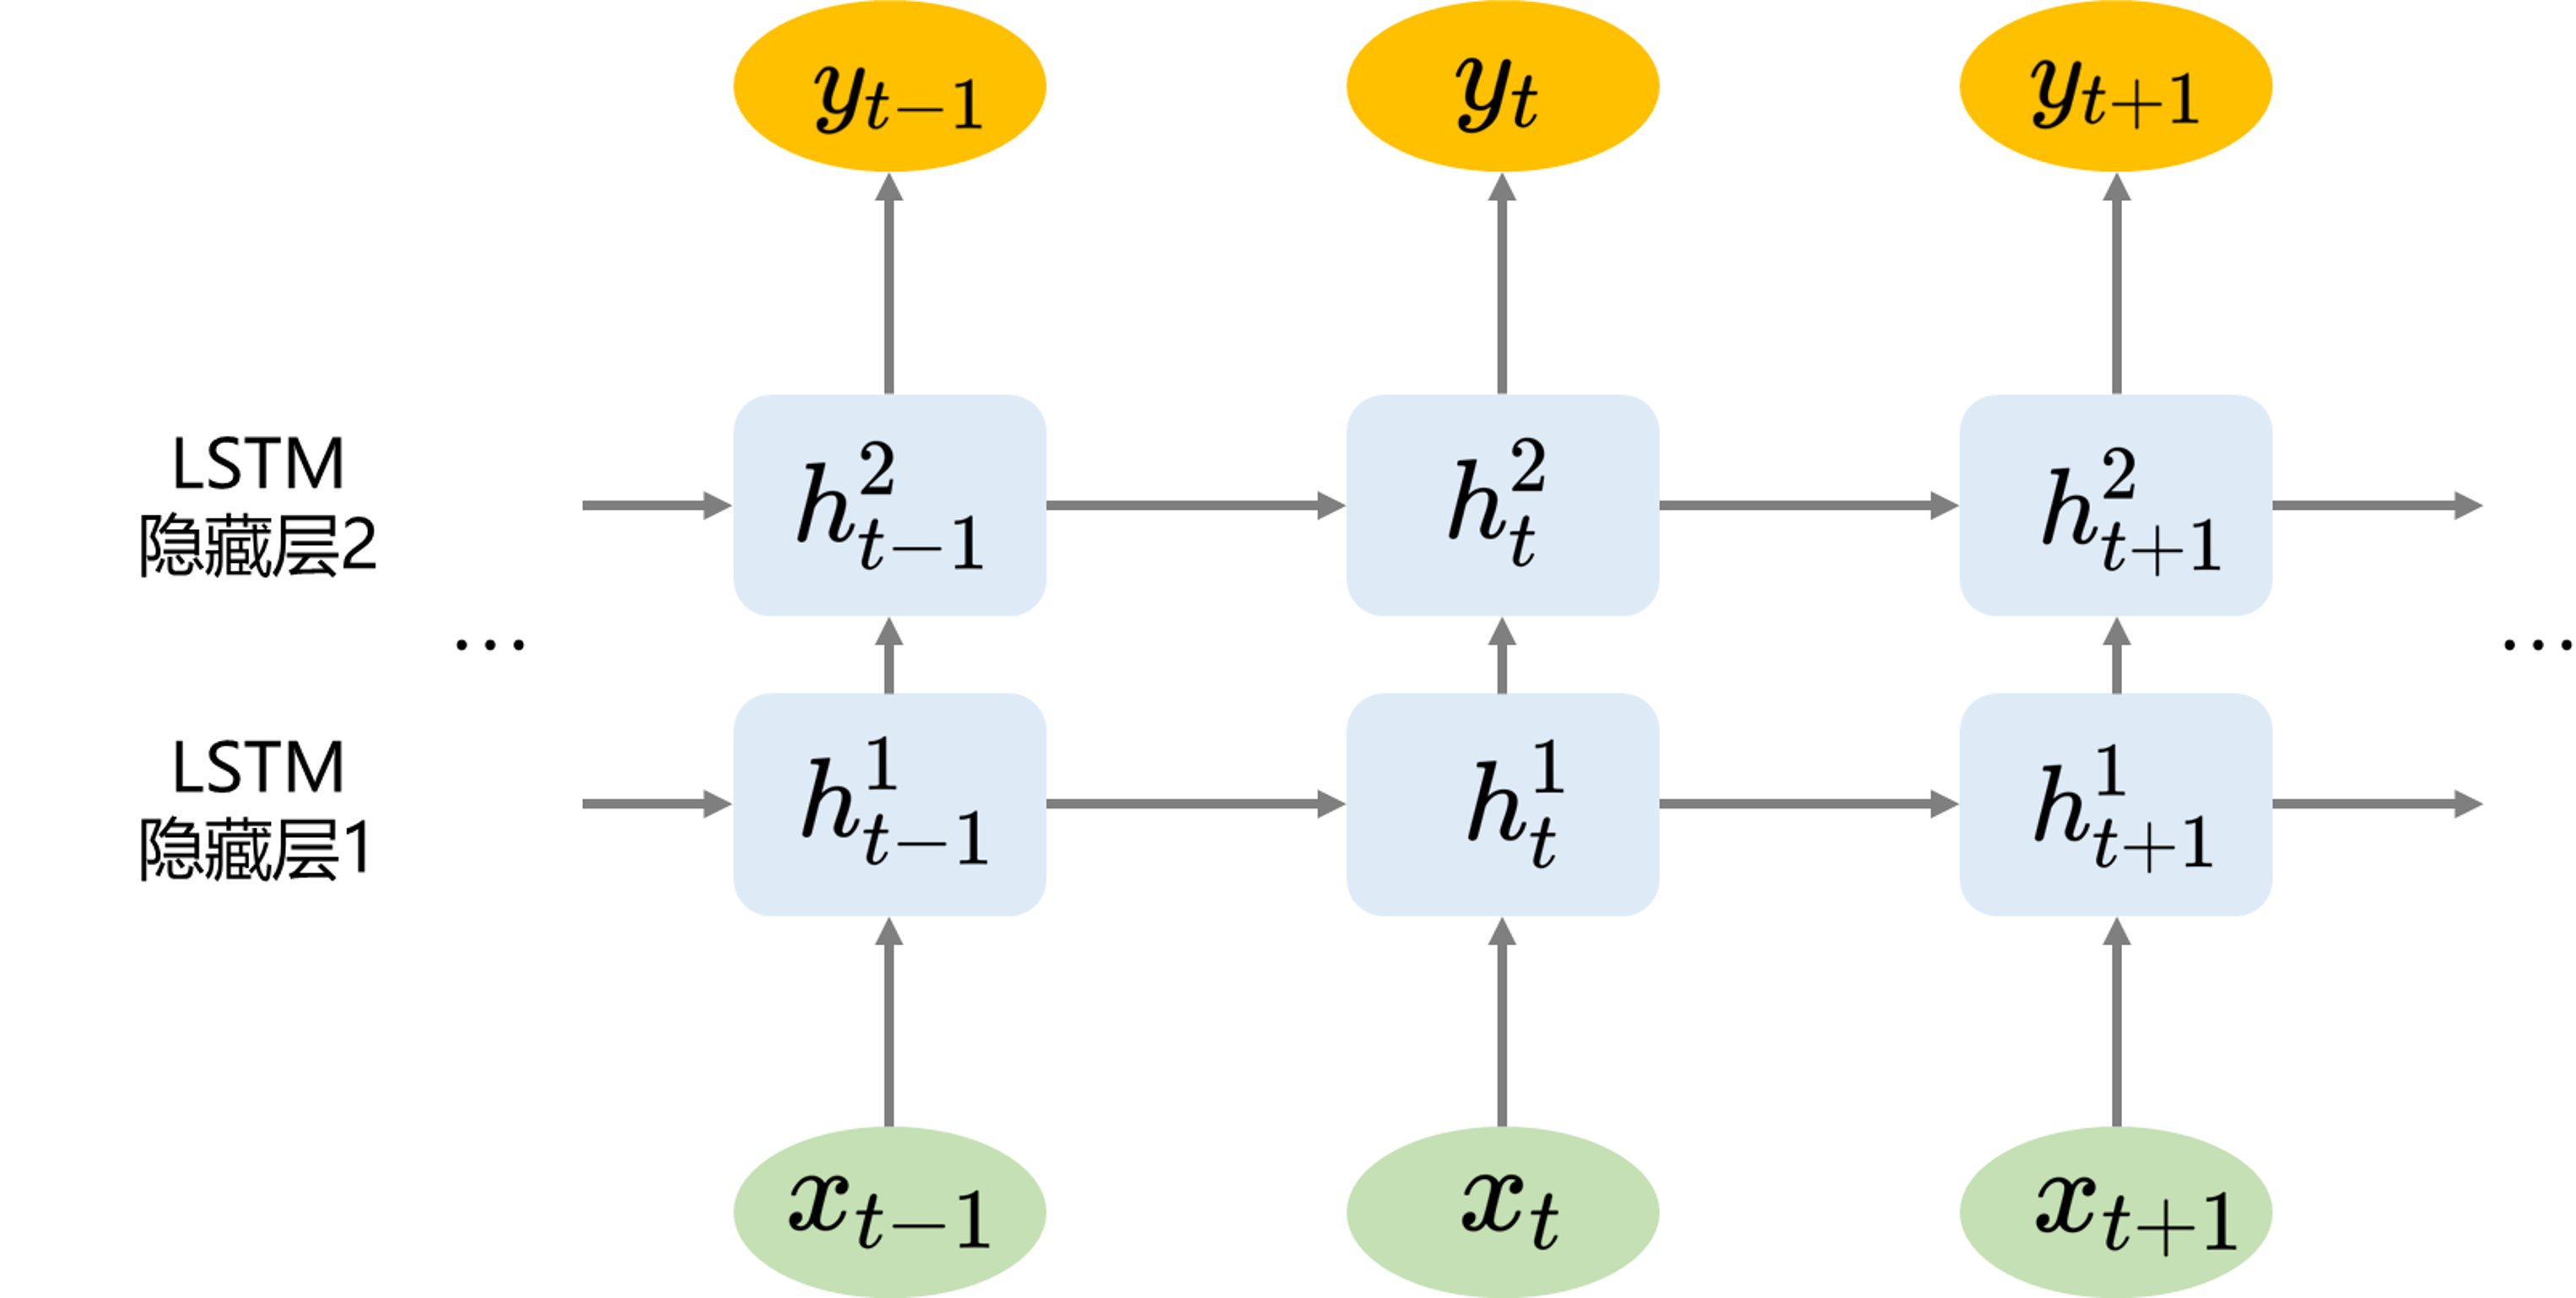 $y_{t-1}$ $y_t$ $y_{t+1}$
LSTM
隐藏层2
$h_{t-1}^2$ $h_t^2$ $h_{t+1}^2$
... ...
LSTM
隐藏层1
$h_{t-1}^1$ $h_t^1$ $h_{t+1}^1$
$x_{t-1}$ $x_t$ $x_{t+1}$